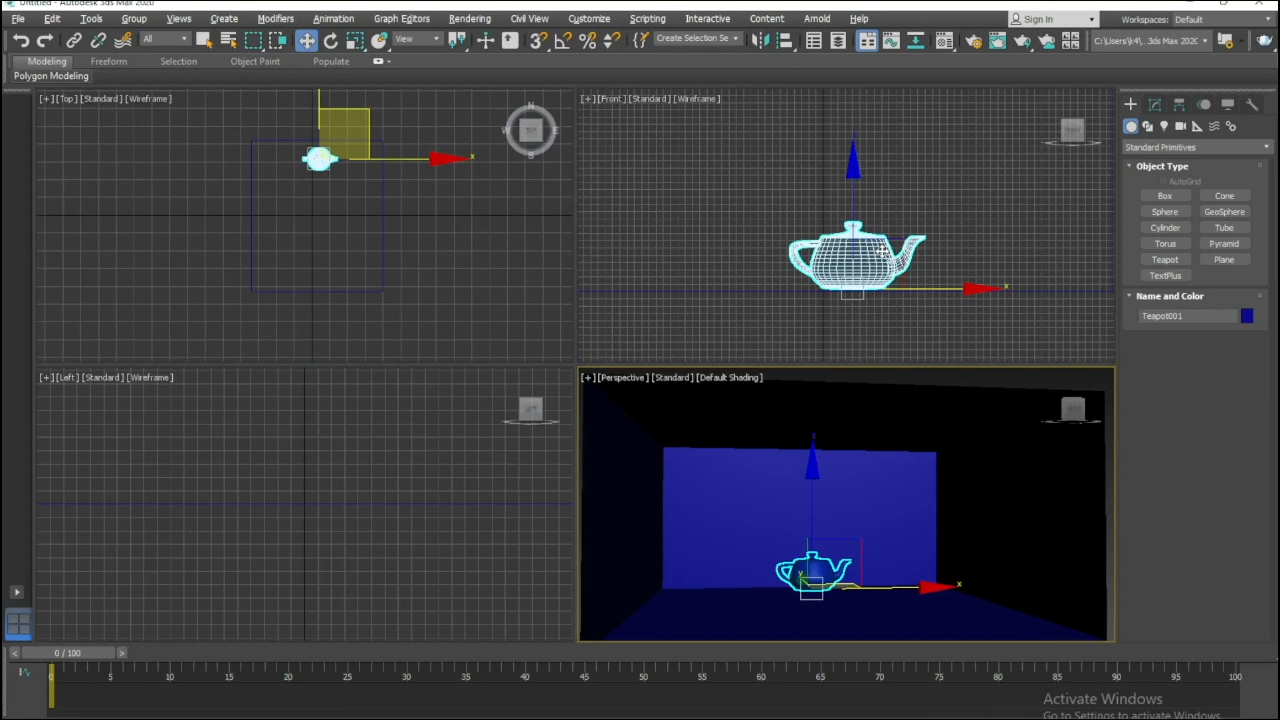 Untitled - Autodesk 3ds Max 2020
File Edit Tools Group Views Create Modifiers Animation Graph Editors Rendering Civil View Customize Scripting Interactive Content Arnold Help Sign In Workspaces: Default
All View Create Selection Se C:\Users\k4\...3ds Max 2020
Modeling Freeform Selection Object Paint Populate
Polygon Modeling
[+] [Top] [Standard] [Wireframe]
N
W E
S
x
[+] [Front] [Standard] [Wireframe]
x
[+] [Left] [Standard] [Wireframe]
[+] [Perspective] [Standard] [Default Shading]
z
y
x
Standard Primitives
Object Type
AutoGrid
Box Cone
Sphere GeoSphere
Cylinder Tube
Torus Pyramid
Teapot Plane
TextPlus
Name and Color
Teapot001
< 0 / 100 >
0 5 10 15 20 25 30 35 40 45 50 55 60 65 70 75 80 85 90 95 100
Activate Windows
Go to Settings to activate Windows.